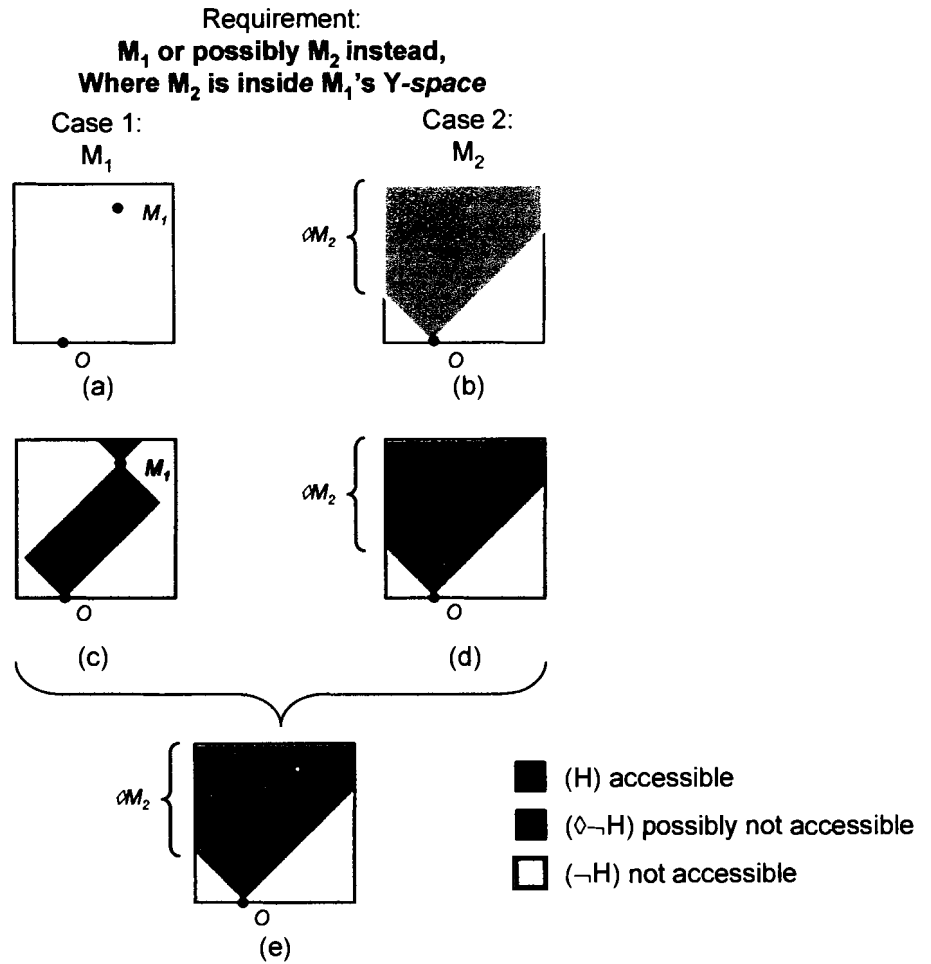 Requirement:
M₁ or possibly M₂ instead,
Where M₂ is inside M₁'s Y-space
Case 1:
M₁
Case 2:
M₂
M₁
O
(a)
◊M₂
O
(b)
M₁
O
(c)
◊M₂
O
(d)
◊M₂
O
(e)
(H) accessible
(◊¬H) possibly not accessible
(¬H) not accessible